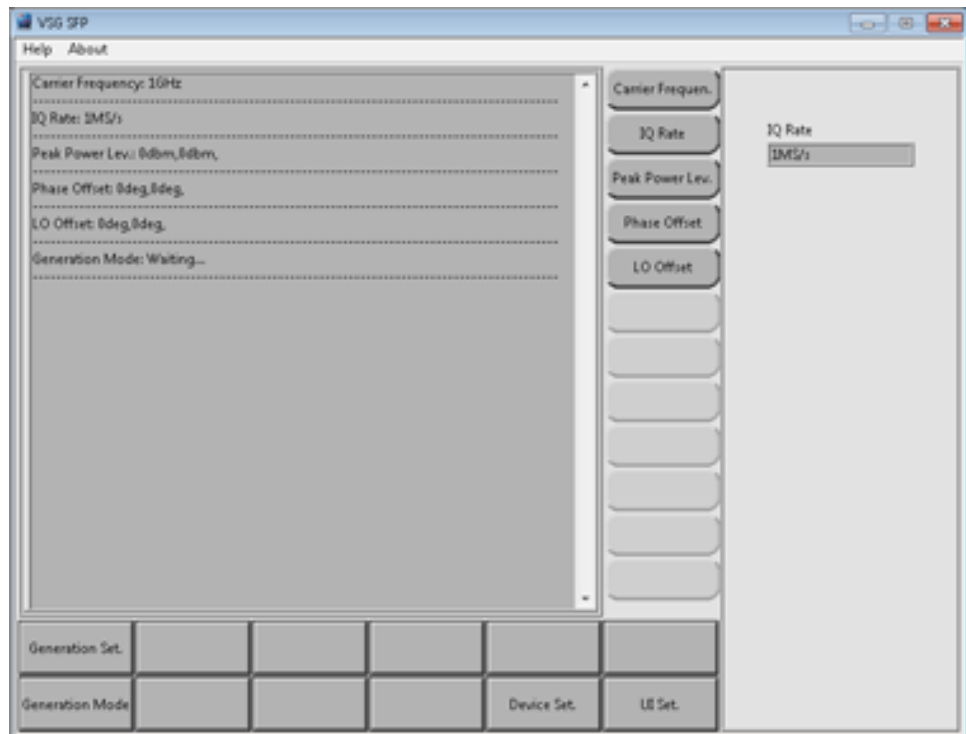 VSG SFP
Help About
Carrier Frequency: 1GHz
IQ Rate: 1MS/s
Peak Power Lev.: 0dbm,0dbm,
Phase Offset: 0deg,0deg,
LO Offset: 0deg,0deg,
Generation Mode: Waiting...
Carrier Frequen.
IQ Rate
Peak Power Lev.
Phase Offset
LO Offset
IQ Rate
1MS/s
Generation Set.
Generation Mode
Device Set.
UI Set.